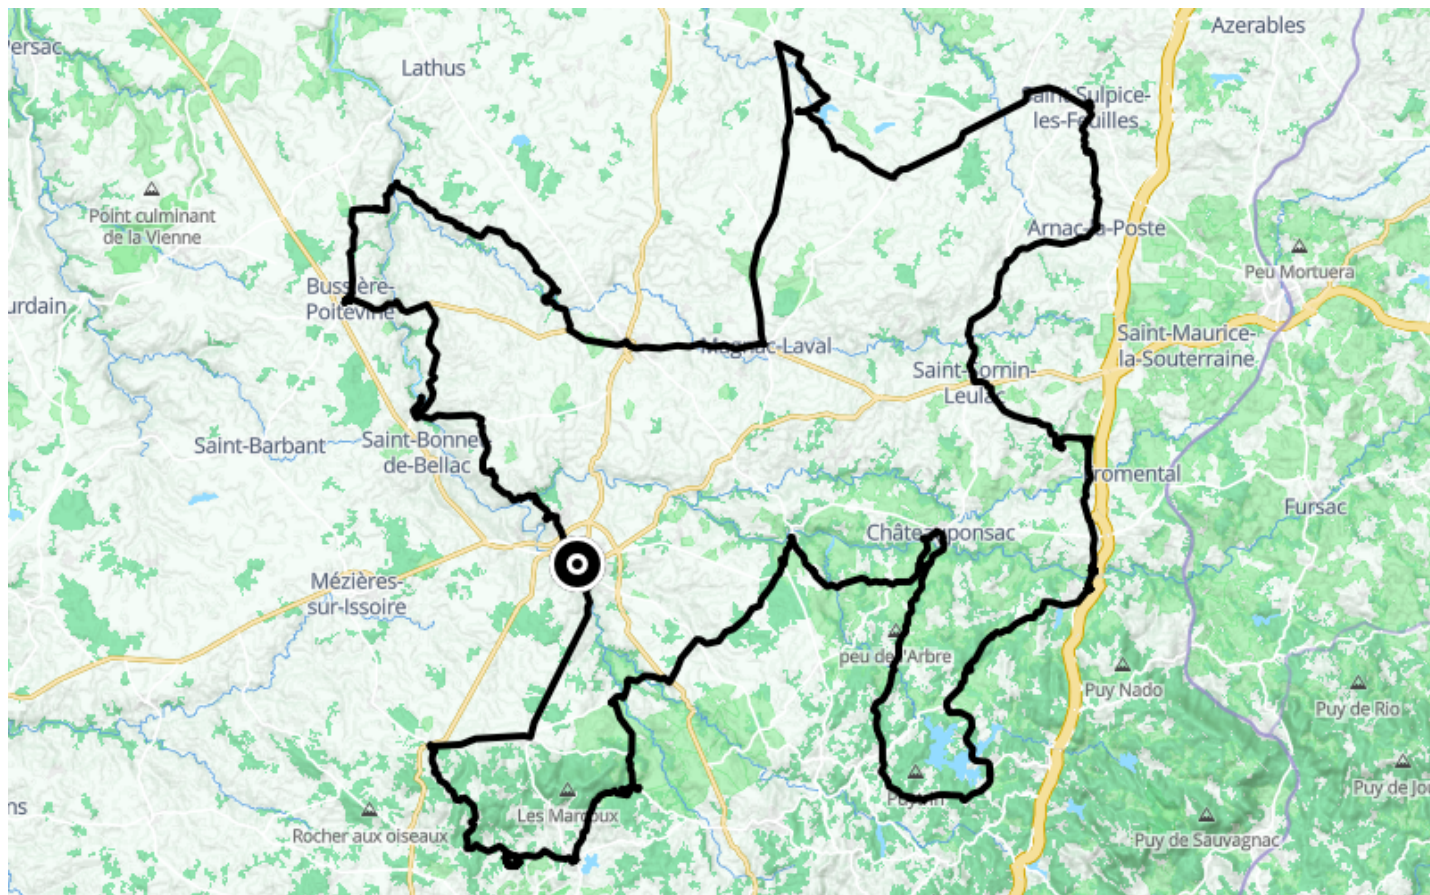 Azerables
ersac
Lathus
Saint-Sulpice-
les-Feuilles
Point culminant
de la Vienne
Arnac-la-Poste
Peu Mortuera
Bussière-
Poitevine
urdain
Saint-Maurice-
la-Souterraine
Magnac-Laval
Saint-Sornin-
Leulac
Saint-Bonnet-
de-Bellac
Saint-Barbant
Fromental
Fursac
Châteauponsac
Mézières-
sur-Issoire
peu de l'Arbre
Puy Nado
Puy de Rio
Puy de Jou
ns
Les Marcoux
Rocher aux oiseaux
Puy de Sauvagnac